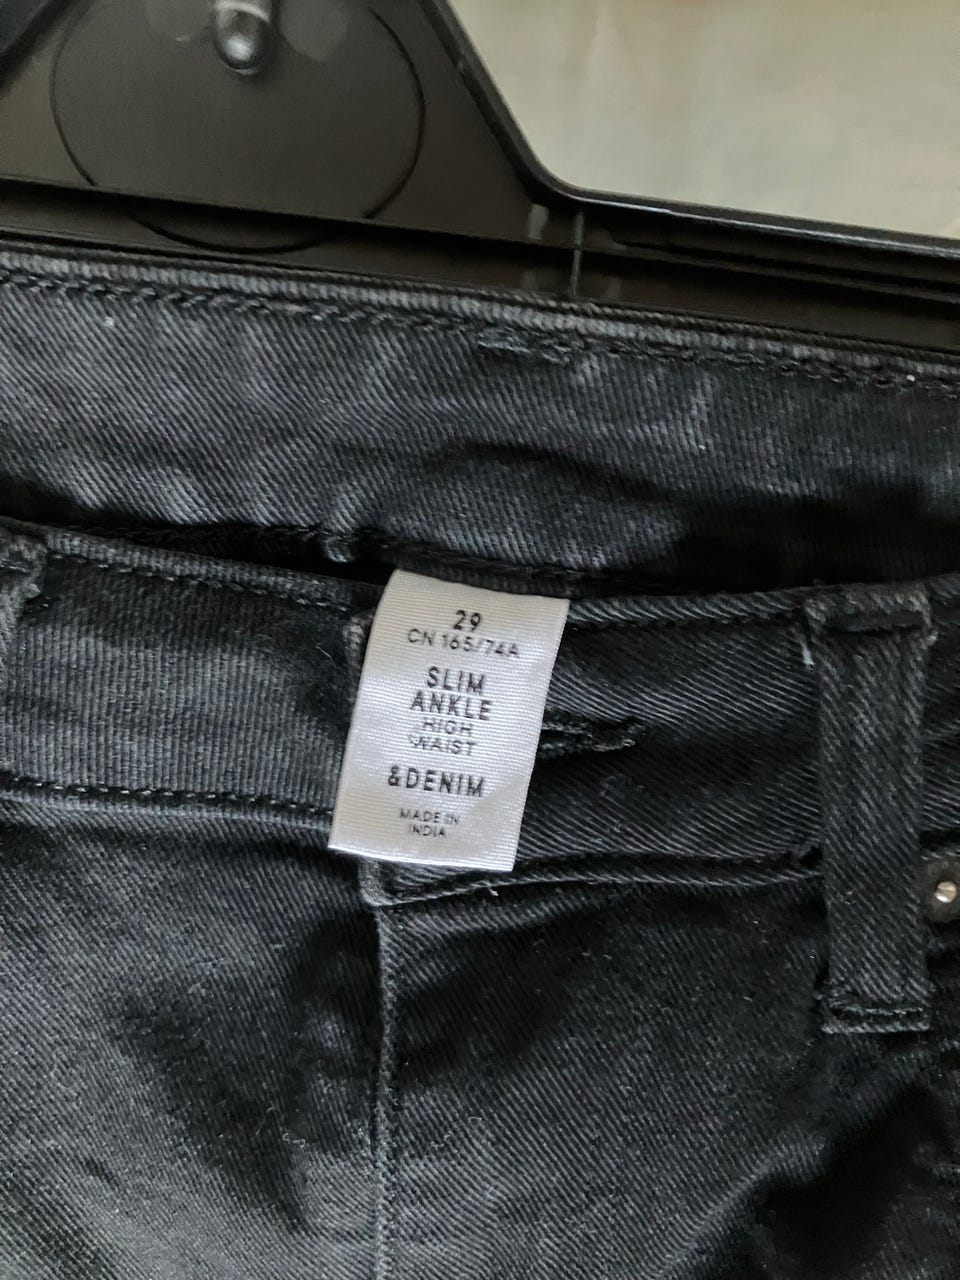 29
CN 165/74A
SLIM
ANKLE
HIGH
WAIST
&DENIM
MADE IN
INDIA